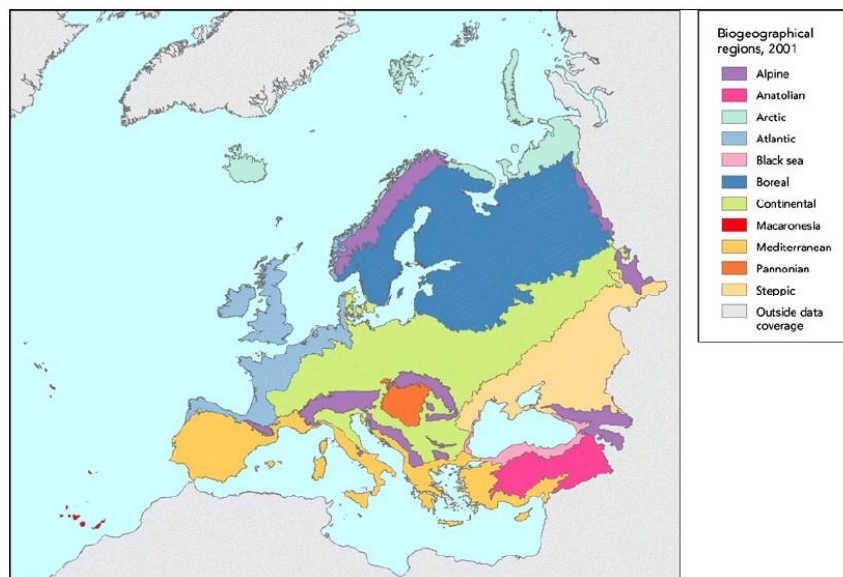 Biogeographical
regions, 2001
Alpine
Anatolian
Arctic
Atlantic
Black sea
Boreal
Continental
Macaronesia
Mediterranean
Pannonian
Steppic
Outside data
coverage